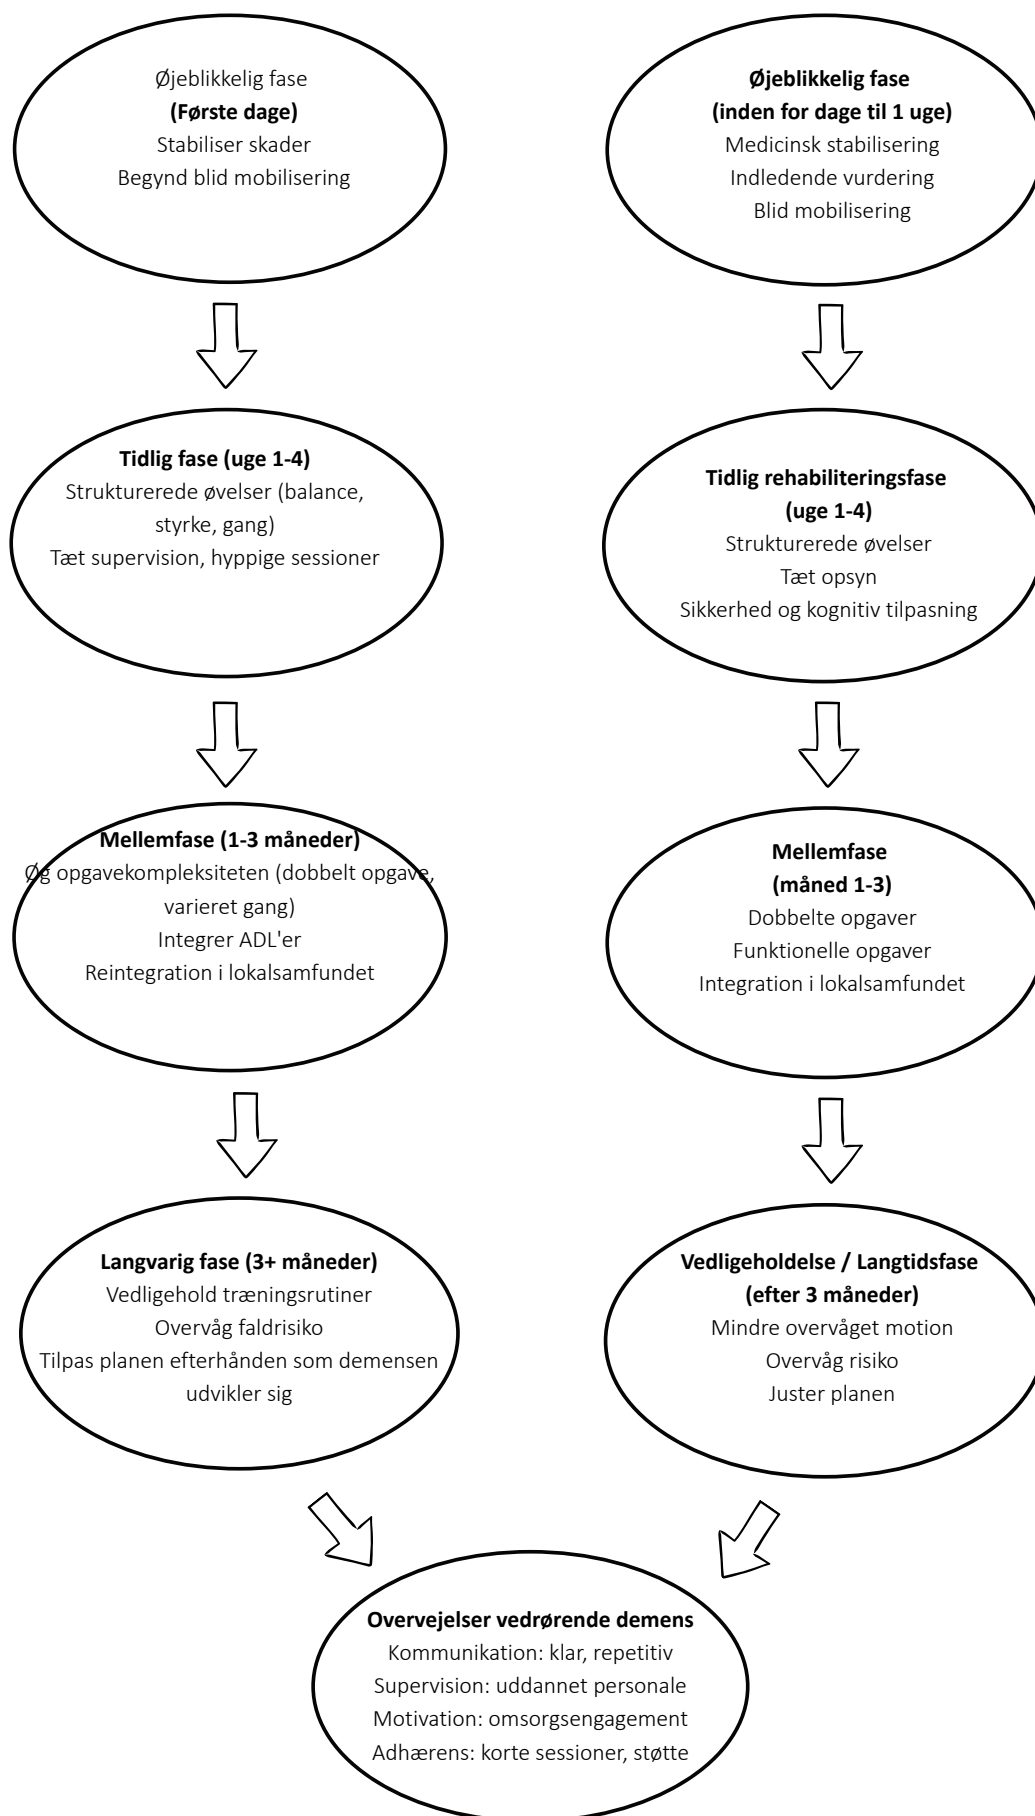 Øjeblikkelig fase
(Første dage)
Stabiliser skader
Begynd blid mobilisering
Øjeblikkelig fase
(inden for dage til 1 uge)
Medicinsk stabilisering
Indledende vurdering
Blid mobilisering
Tidlig fase (uge 1-4)
Strukturerede øvelser (balance,
styrke, gang)
Tæt supervision, hyppige sessioner
Tidlig rehabiliteringsfase
(uge 1-4)
Strukturerede øvelser
Tæt opsyn
Sikkerhed og kognitiv tilpasning
Mellemfase (1-3 måneder)
Øg opgavekompleksiteten (dobbelt opgave,
varieret gang)
Integrer ADL'er
Reintegration i lokalsamfundet
Mellemfase
(måned 1-3)
Dobbelte opgaver
Funktionelle opgaver
Integration i lokalsamfundet
Langvarig fase (3+ måneder)
Vedligehold træningsrutiner
Overvåg faldrisiko
Tilpas planen efterhånden som demensen
udvikler sig
Vedligeholdelse / Langtidsfase
(efter 3 måneder)
Mindre overvåget motion
Overvåg risiko
Juster planen
Overvejelser vedrørende demens
Kommunikation: klar, repetitiv
Supervision: uddannet personale
Motivation: omsorgsengagement
Adhærens: korte sessioner, støtte